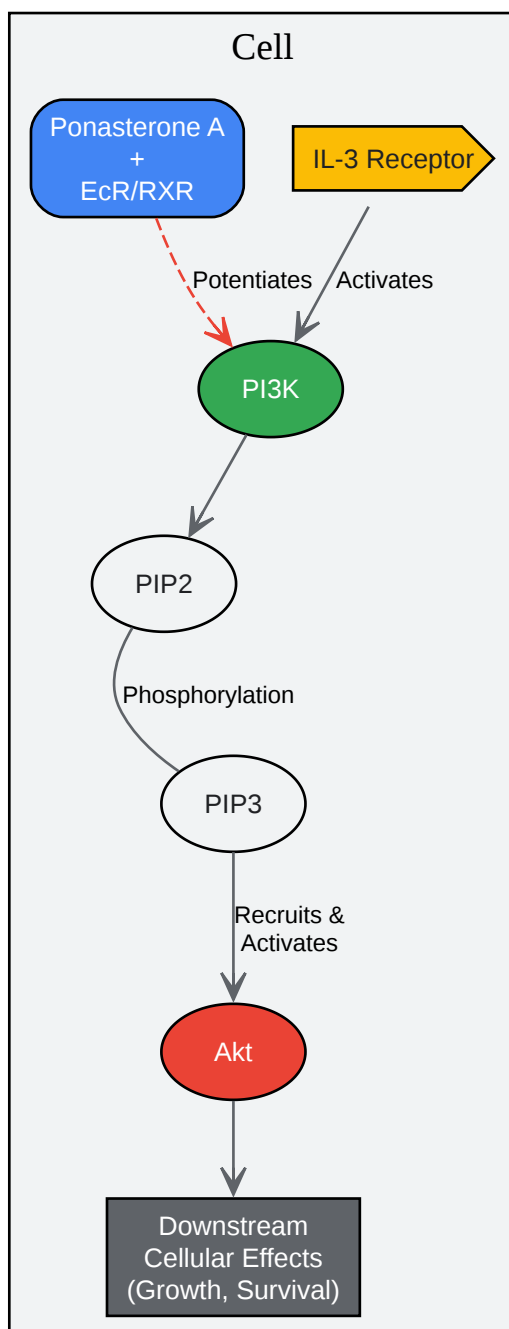 Cell
Ponasterone A
+
EcR/RXR
IL-3 Receptor
Potentiates
Activates
PI3K
PIP2
Phosphorylation
PIP3
Recruits &
Activates
Akt
Downstream
Cellular Effects
(Growth, Survival)